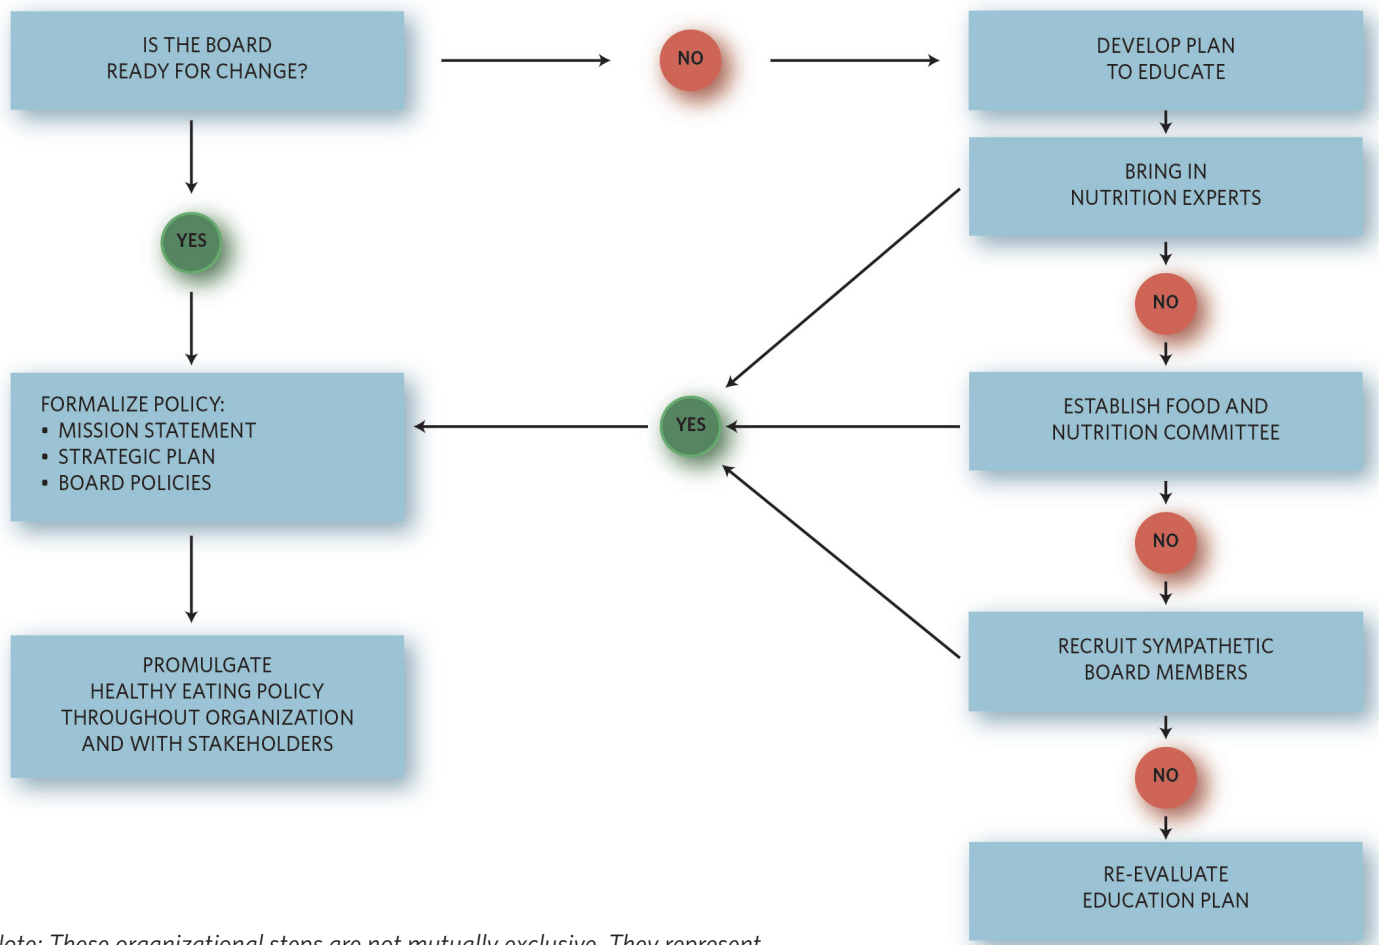 IS THE BOARD
READY FOR CHANGE?
NO
DEVELOP PLAN
TO EDUCATE
BRING IN
NUTRITION EXPERTS
YES
NO
FORMALIZE POLICY:
• MISSION STATEMENT
• STRATEGIC PLAN
• BOARD POLICIES
YES
ESTABLISH FOOD AND
NUTRITION COMMITTEE
NO
PROMULGATE
HEALTHY EATING POLICY
THROUGHOUT ORGANIZATION
AND WITH STAKEHOLDERS
RECRUIT SYMPATHETIC
BOARD MEMBERS
NO
RE-EVALUATE
EDUCATION PLAN
Note: These organizational steps are not mutually exclusive. They represent